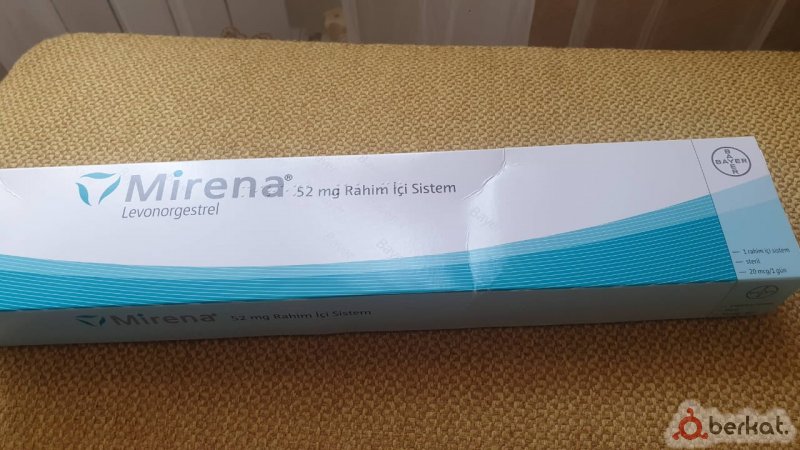 Mirena® 52 mg Rahim İçi Sistem
Levonorgestrel
BAYER
BAYER
1 rahim içi sistem
steril
20 mcg/1 gün
Mirena® 52 mg Rahim İçi Sistem
berkat.